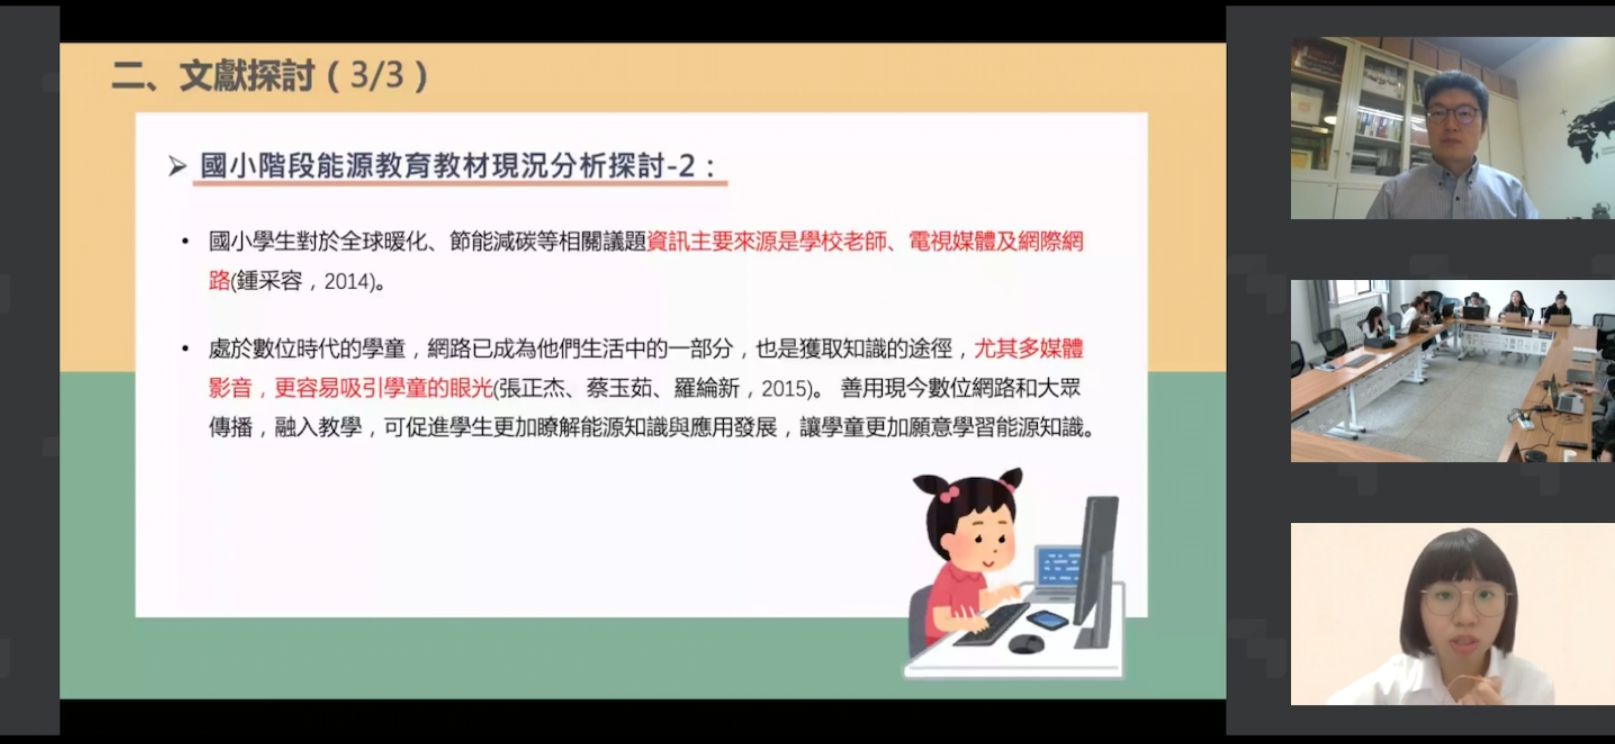 二、文獻探討（3/3）
➢ 國小階段能源教育教材現況分析探討-2：
• 國小學生對於全球暖化、節能減碳等相關議題資訊主要來源是學校老師、電視媒體及網際網
路(鍾采容，2014)。
• 處於數位時代的學童，網路已成為他們生活中的一部分，也是獲取知識的途徑，尤其多媒體
影音，更容易吸引學童的眼光(張正杰、蔡玉茹、羅綸新，2015)。 善用現今數位網路和大眾
傳播，融入教學，可促進學生更加瞭解能源知識與應用發展，讓學童更加願意學習能源知識。